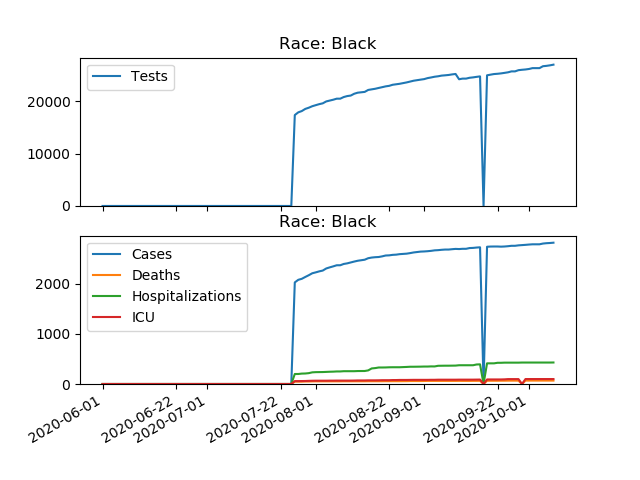 Race: Black
Tests
20000
10000
0
Race: Black
Cases
Deaths
Hospitalizations
ICU
2000
1000
0
2020-06-01
2020-06-22
2020-07-01
2020-07-22
2020-08-01
2020-08-22
2020-09-01
2020-09-22
2020-10-01